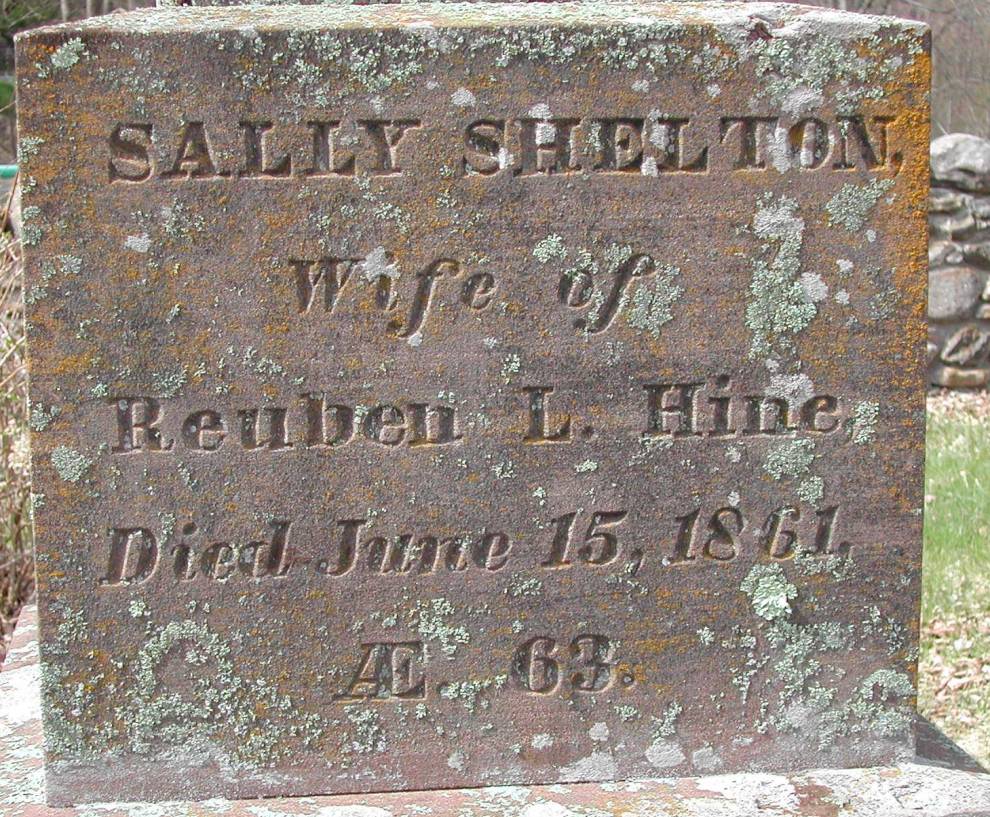 SALLY SHELTON,
Wife of
Reuben L. Hine,
Died June 15, 1861,
Æ. 63.